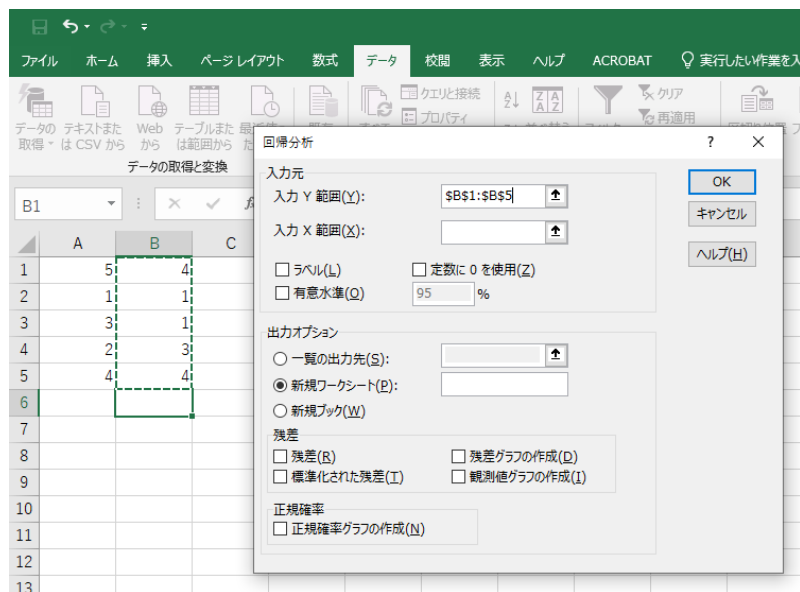 ファイル ホーム 挿入 ページ レイアウト 数式 データ 校閲 表示 ヘルプ ACROBAT 実行したい作業を入
データの取得 テキストまたは CSV から Web から テーブルまたは範囲から
クエリと接続
プロパティ
クリア
再適用
データの取得と変換
B1
A B C
1 5 4
2 1 1
3 3 1
4 2 3
5 4 4
6
7
8
9
10
11
12
13
回帰分析 ?
入力元
入力 Y 範囲(Y): $B$1:$B$5
入力 X 範囲(X):
ラベル(L) 定数に 0 を使用(Z)
有意水準(O) 95 %
OK
キャンセル
ヘルプ(H)
出力オプション
一覧の出力先(S):
新規ワークシート(P):
新規ブック(W)
残差
残差(R) 残差グラフの作成(D)
標準化された残差(T) 観測値グラフの作成(I)
正規確率
正規確率グラフの作成(N)